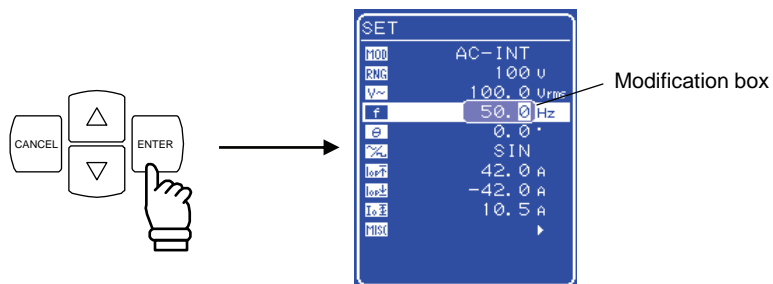 CANCEL
ENTER
SET
MOD AC-INT
RNG 100 V
V~ 100.0 Vrms
f 50.0 Hz
θ 0.0 °
SIN
42.0 A
-42.0 A
10.5 A
MISC
Modification box